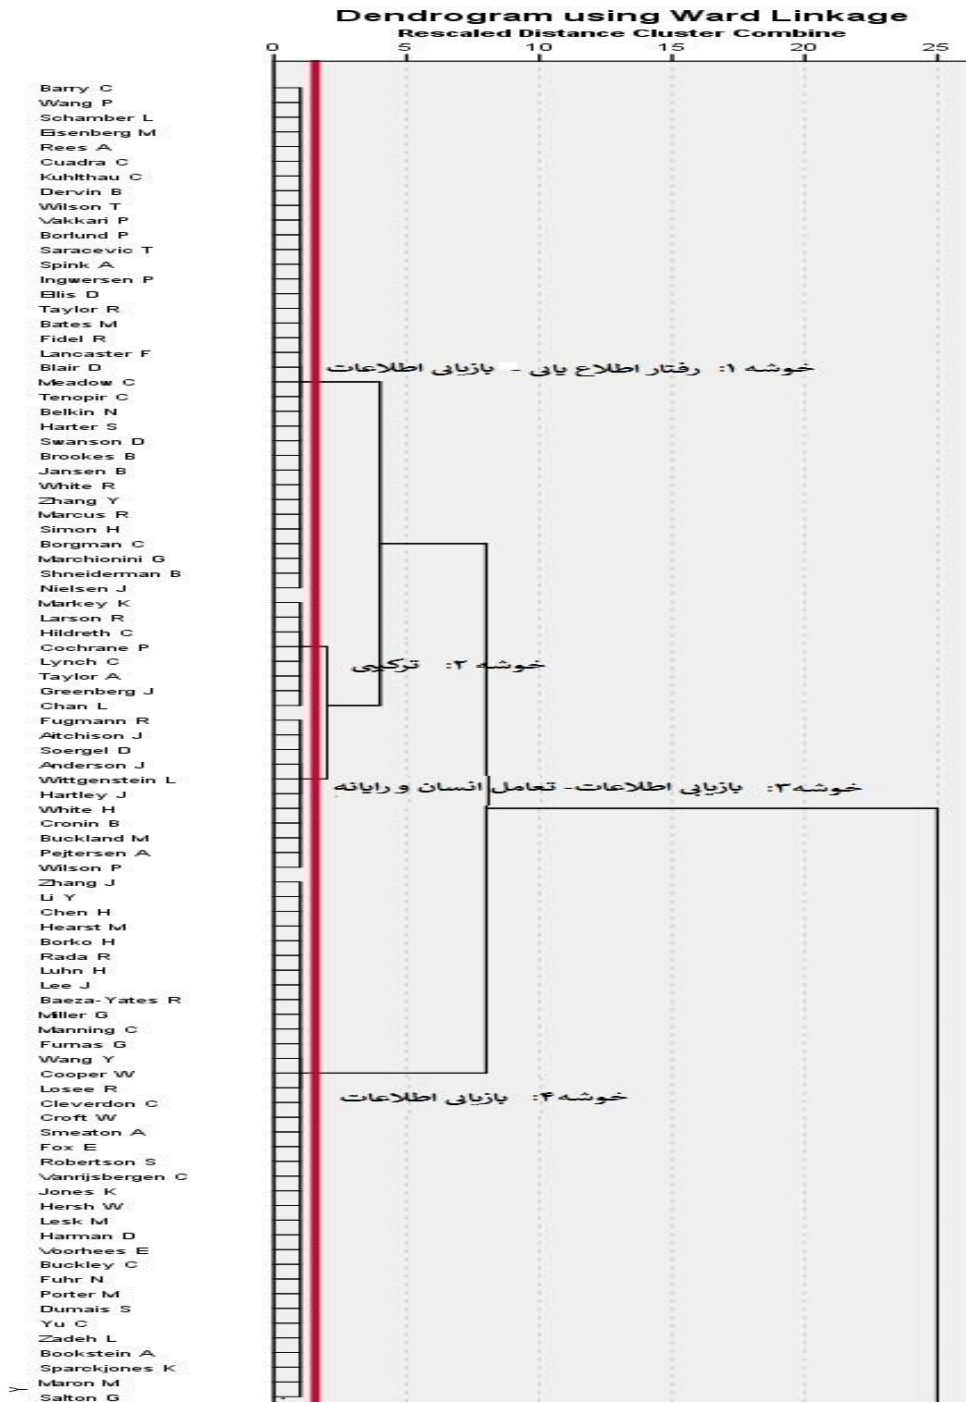 Dendrogram using Ward Linkage
Rescaled Distance Cluster Combine
0 5 10 15 20 25
Barry C
Wang P
Schamber L
Eisenberg M
Rees A
Cuadra C
Kuhlthau C
Dervin B
Wilson T
Vakkari P
Borlund P
Saracevic T
Spink A
Ingwersen P
Ellis D
Taylor R
Bates M
Fidel R
Lancaster F
Blair D
خوشه ۱: رفتار اطلاع یابی - بازیابی اطلاعات
Meadow C
Tenopir C
Belkin N
Harter S
Swanson D
Brookes B
Jansen B
White R
Zhang Y
Marcus R
Simon H
Borgman C
Marchionini G
Shneiderman B
Nielsen J
Markey K
Larson R
Hildreth C
Cochrane P
Lynch C
خوشه ۲: ترکیبی
Taylor A
Greenberg J
Chan L
Fugmann R
Aitchison J
Soergel D
Anderson J
Wittgenstein L
خوشه۳: بازیابی اطلاعات- تعامل انسان و رایانه
Hartley J
White H
Cronin B
Buckland M
Pejtersen A
Wilson P
Zhang J
Li Y
Chen H
Hearst M
Borko H
Rada R
Luhn H
Lee J
Baeza-Yates R
Miller G
Manning C
Furnas G
Wang Y
Cooper W
Losee R
خوشه۴: بازیابی اطلاعات
Cleverdon C
Croft W
Smeaton A
Fox E
Robertson S
Vanrijsbergen C
Jones K
Hersh W
Lesk M
Harman D
Voorhees E
Buckley C
Fuhr N
Porter M
Dumais S
Yu C
Zadeh L
Bookstein A
Sparckjones K
Maron M
Y
Salton G